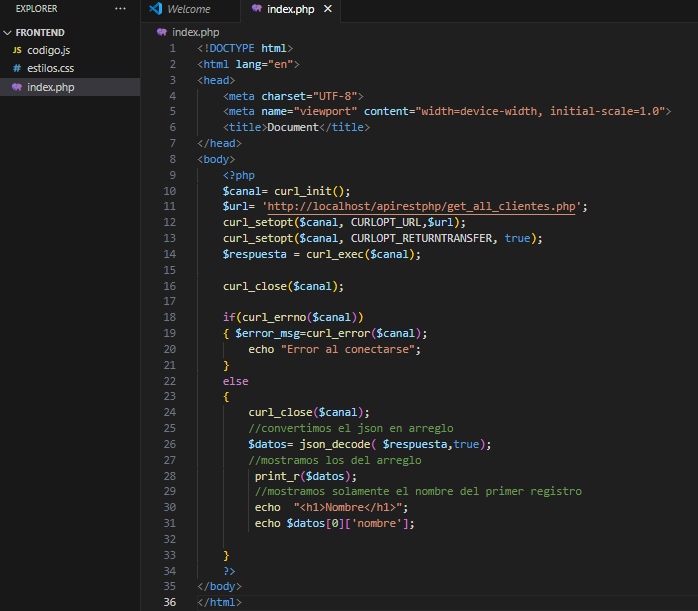 EXPLORER ...
Welcome
index.php ×
FRONTEND
JS codigo.js
# estilos.css
index.php
index.php
1 <!DOCTYPE html>
2 <html lang="en">
3 <head>
4 <meta charset="UTF-8">
5 <meta name="viewport" content="width=device-width, initial-scale=1.0">
6 <title>Document</title>
7 </head>
8 <body>
9 <?php
10 $canal= curl_init();
11 $url= 'http://localhost/apirestphp/get_all_clientes.php';
12 curl_setopt($canal, CURLOPT_URL,$url);
13 curl_setopt($canal, CURLOPT_RETURNTRANSFER, true);
14 $respuesta = curl_exec($canal);
15
16 curl_close($canal);
17
18 if(curl_errno($canal))
19 { $error_msg=curl_error($canal);
20 echo "Error al conectarse";
21 }
22 else
23 {
24 curl_close($canal);
25 //convertimos el json en arreglo
26 $datos= json_decode( $respuesta,true);
27 //mostramos los del arreglo
28 print_r($datos);
29 //mostramos solamente el nombre del primer registro
30 echo "<h1>Nombre</h1>";
31 echo $datos[0]['nombre'];
32
33 }
34 ?>
35 </body>
36 </html>